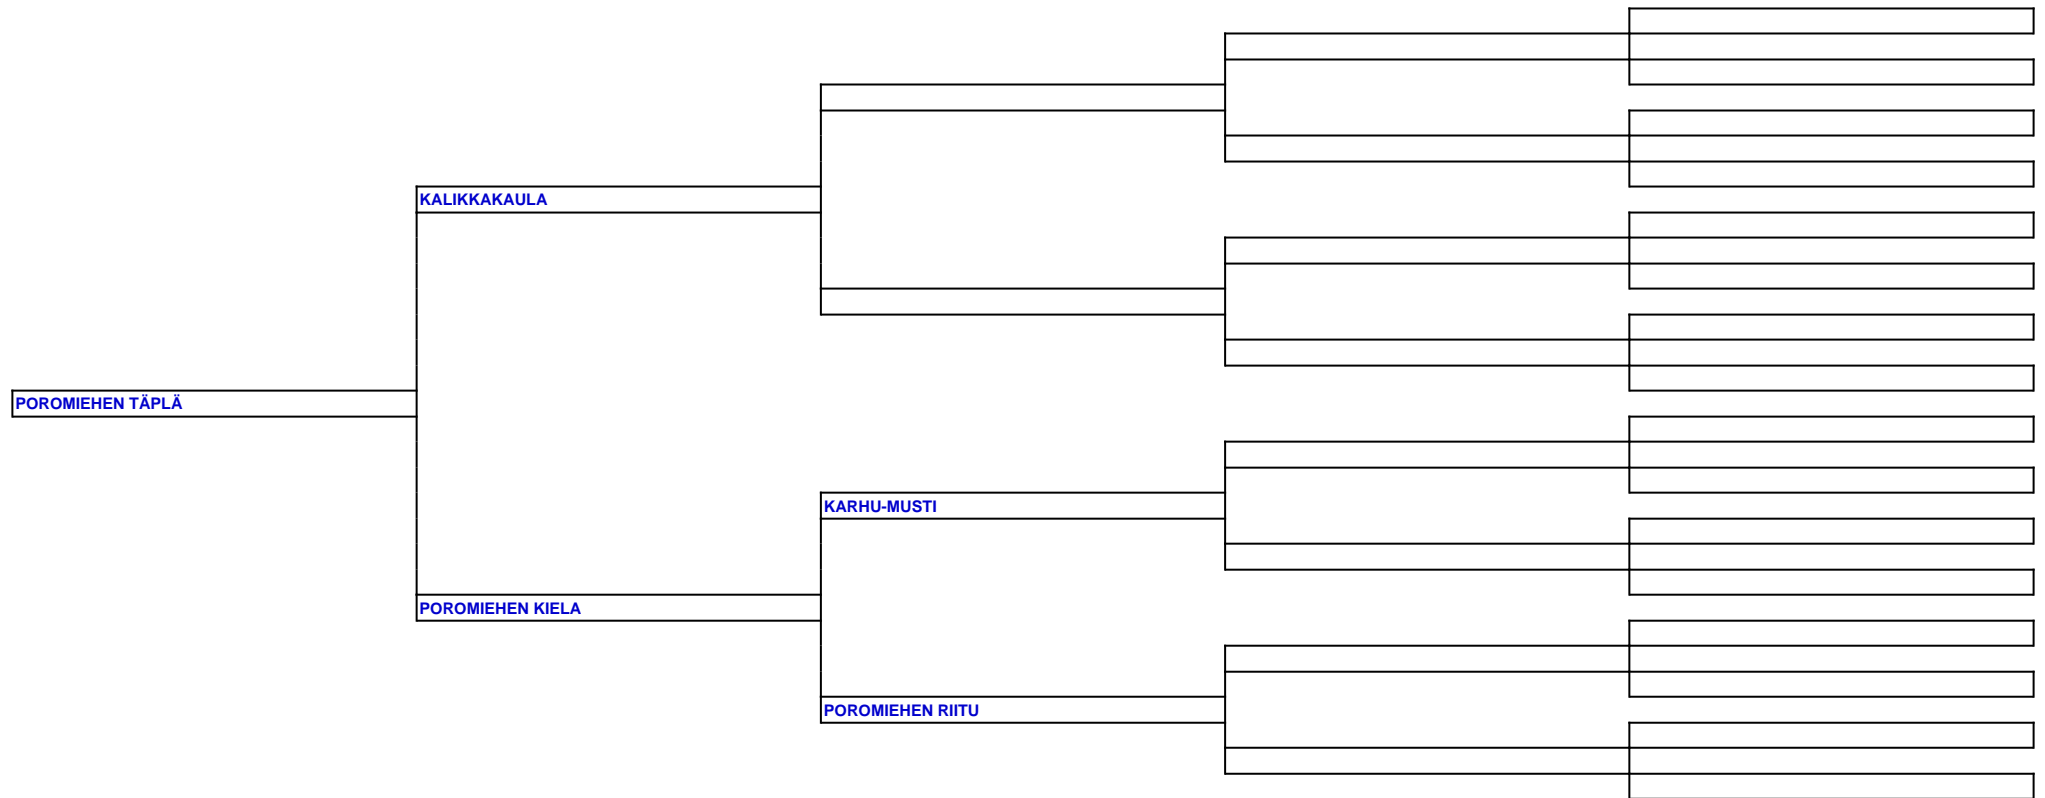 KALIKKAKAULA
POROMIEHEN TÄPLÄ
KARHU-MUSTI
POROMIEHEN KIELA
POROMIEHEN RIITU